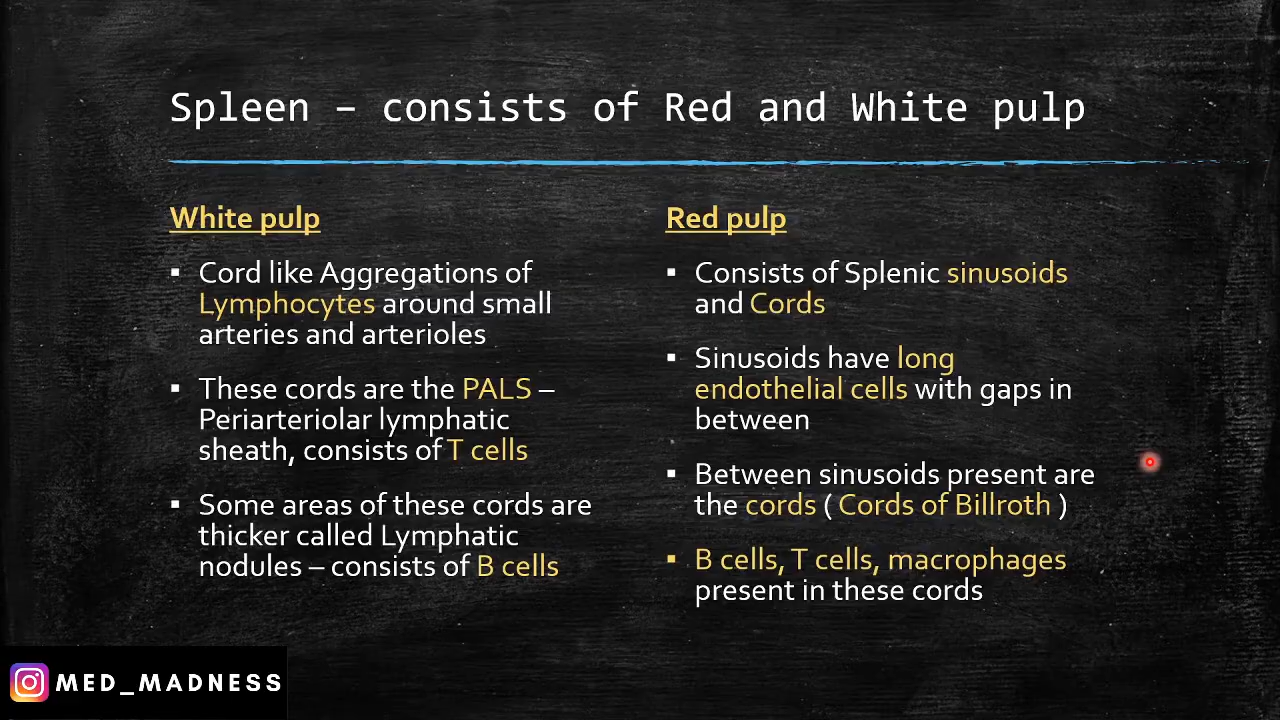 Spleen – consists of Red and White pulp
White pulp
▪ Cord like Aggregations of
Lymphocytes around small
arteries and arterioles
▪ These cords are the PALS –
Periarteriolar lymphatic
sheath, consists of T cells
▪ Some areas of these cords are
thicker called Lymphatic
nodules – consists of B cells
Red pulp
▪ Consists of Splenic sinusoids
and Cords
▪ Sinusoids have long
endothelial cells with gaps in
between
▪ Between sinusoids present are
the cords ( Cords of Billroth )
▪ B cells, T cells, macrophages
present in these cords
MED_MADNESS